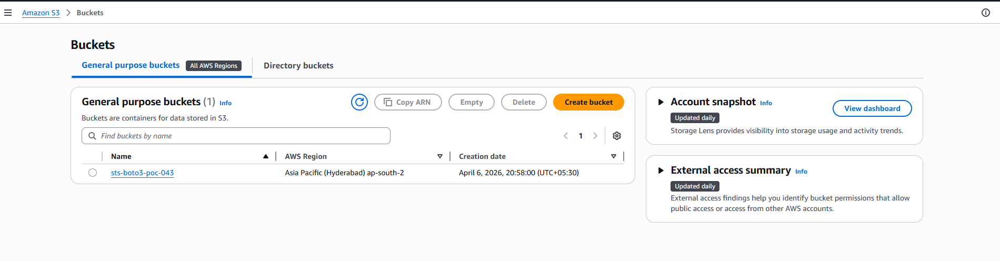 Amazon S3 > Buckets
Buckets
General purpose buckets All AWS Regions Directory buckets
General purpose buckets (1) Info
Copy ARN Empty Delete Create bucket
Buckets are containers for data stored in S3.
Find buckets by name
1
Name AWS Region Creation date
sts-boto3-poc-043 Asia Pacific (Hyderabad) ap-south-2 April 6, 2026, 20:58:00 (UTC+05:30)
Account snapshot Info
View dashboard
Updated daily
Storage Lens provides visibility into storage usage and activity trends.
External access summary Info
Updated daily
External access findings help you identify bucket permissions that allow
public access or access from other AWS accounts.